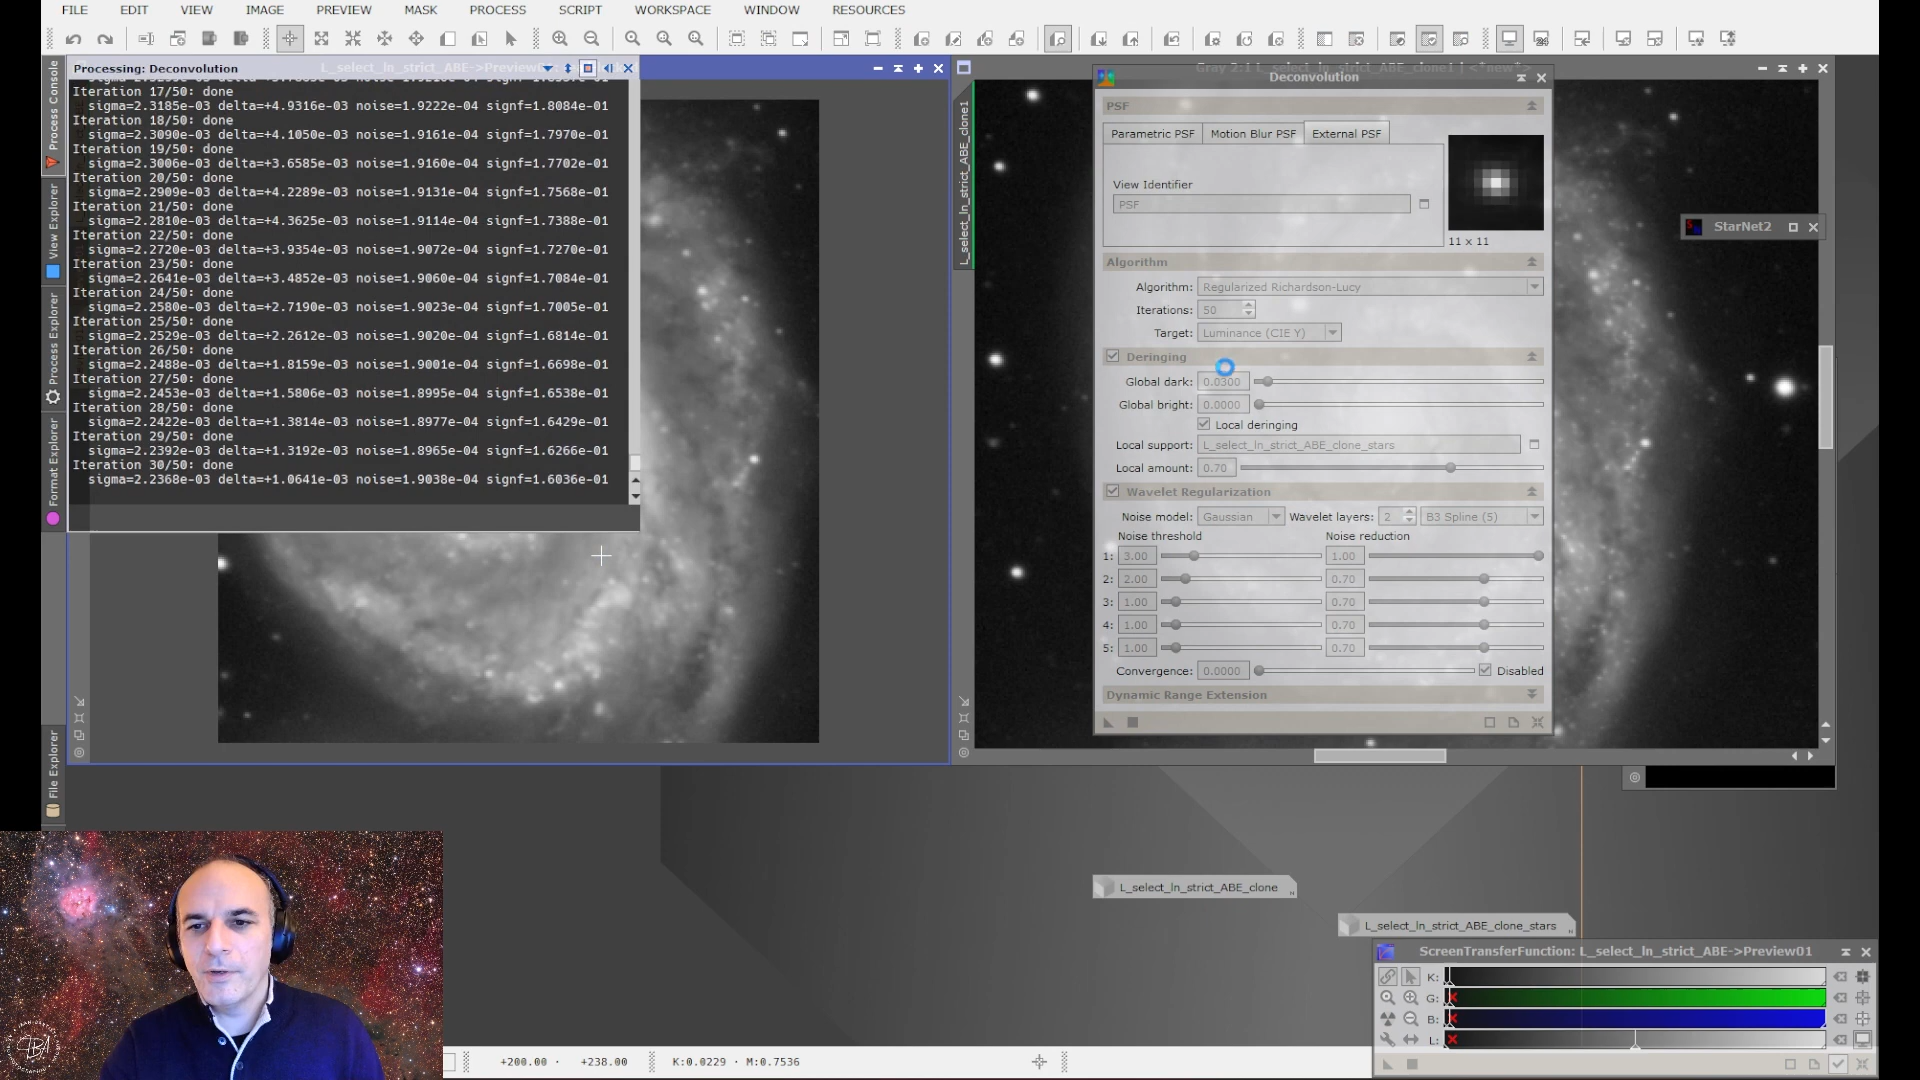 FILE EDIT VIEW IMAGE PREVIEW MASK PROCESS SCRIPT WORKSPACE WINDOW RESOURCES
Processing: Deconvolution
L_select_ln_strict_ABE->Preview01
Iteration 17/50: done
sigma=2.3185e-03 delta=+4.9316e-03 noise=1.9222e-04 signf=1.8084e-01
Iteration 18/50: done
sigma=2.3090e-03 delta=+4.1050e-03 noise=1.9161e-04 signf=1.7970e-01
Iteration 19/50: done
sigma=2.3006e-03 delta=+3.6585e-03 noise=1.9160e-04 signf=1.7702e-01
Iteration 20/50: done
sigma=2.2909e-03 delta=+4.2289e-03 noise=1.9131e-04 signf=1.7568e-01
Iteration 21/50: done
sigma=2.2810e-03 delta=+4.3625e-03 noise=1.9114e-04 signf=1.7388e-01
Iteration 22/50: done
sigma=2.2720e-03 delta=+3.9354e-03 noise=1.9072e-04 signf=1.7270e-01
Iteration 23/50: done
sigma=2.2641e-03 delta=+3.4852e-03 noise=1.9060e-04 signf=1.7084e-01
Iteration 24/50: done
sigma=2.2580e-03 delta=+2.7190e-03 noise=1.9023e-04 signf=1.7005e-01
Iteration 25/50: done
sigma=2.2529e-03 delta=+2.2612e-03 noise=1.9020e-04 signf=1.6814e-01
Iteration 26/50: done
sigma=2.2488e-03 delta=+1.8159e-03 noise=1.9001e-04 signf=1.6698e-01
Iteration 27/50: done
sigma=2.2453e-03 delta=+1.5806e-03 noise=1.8995e-04 signf=1.6538e-01
Iteration 28/50: done
sigma=2.2422e-03 delta=+1.3814e-03 noise=1.8977e-04 signf=1.6429e-01
Iteration 29/50: done
sigma=2.2392e-03 delta=+1.3192e-03 noise=1.8965e-04 signf=1.6266e-01
Iteration 30/50: done
sigma=2.2368e-03 delta=+1.0641e-03 noise=1.9038e-04 signf=1.6036e-01
Process Console
View Explorer
Process Explorer
Format Explorer
File Explorer
L_select_ln_strict_ABE_clone1
Gray 2:1 L_select_ln_strict_ABE_clone1 | <*new*>
Deconvolution
PSF
Parametric PSF Motion Blur PSF External PSF
View Identifier
PSF
11 x 11
Algorithm
Algorithm: Regularized Richardson-Lucy
Iterations: 50
Target: Luminance (CIE Y)
Deringing
Global dark: 0.0300
Global bright: 0.0000
Local deringing
Local support: L_select_ln_strict_ABE_clone_stars
Local amount: 0.70
Wavelet Regularization
Noise model: Gaussian Wavelet layers: 2 B3 Spline (5)
Noise threshold Noise reduction
1: 3.00 1.00
2: 2.00 0.70
3: 1.00 0.70
4: 1.00 0.70
5: 1.00 0.70
Convergence: 0.0000 Disabled
Dynamic Range Extension
StarNet2
L_select_ln_strict_ABE_clone
L_select_ln_strict_ABE_clone_stars
ScreenTransferFunction: L_select_ln_strict_ABE->Preview01
K:
G:
B:
L:
+200.00 · +238.00 K:0.0229 · M:0.7536